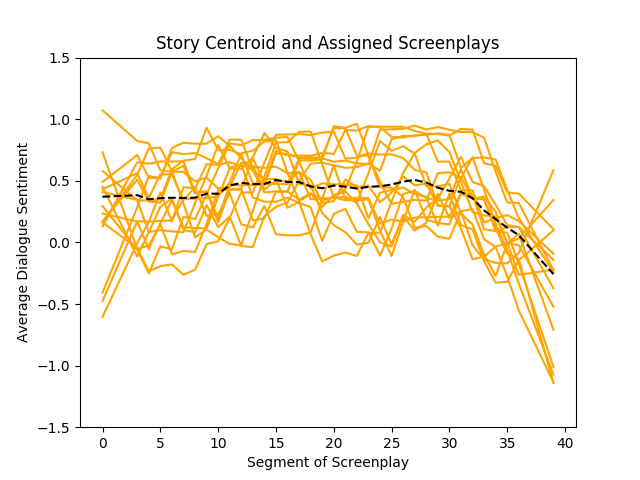 Story Centroid and Assigned Screenplays
1.5
1.0
0.5
0.0
−0.5
−1.0
−1.5
Average Dialogue Sentiment
0 5 10 15 20 25 30 35 40
Segment of Screenplay